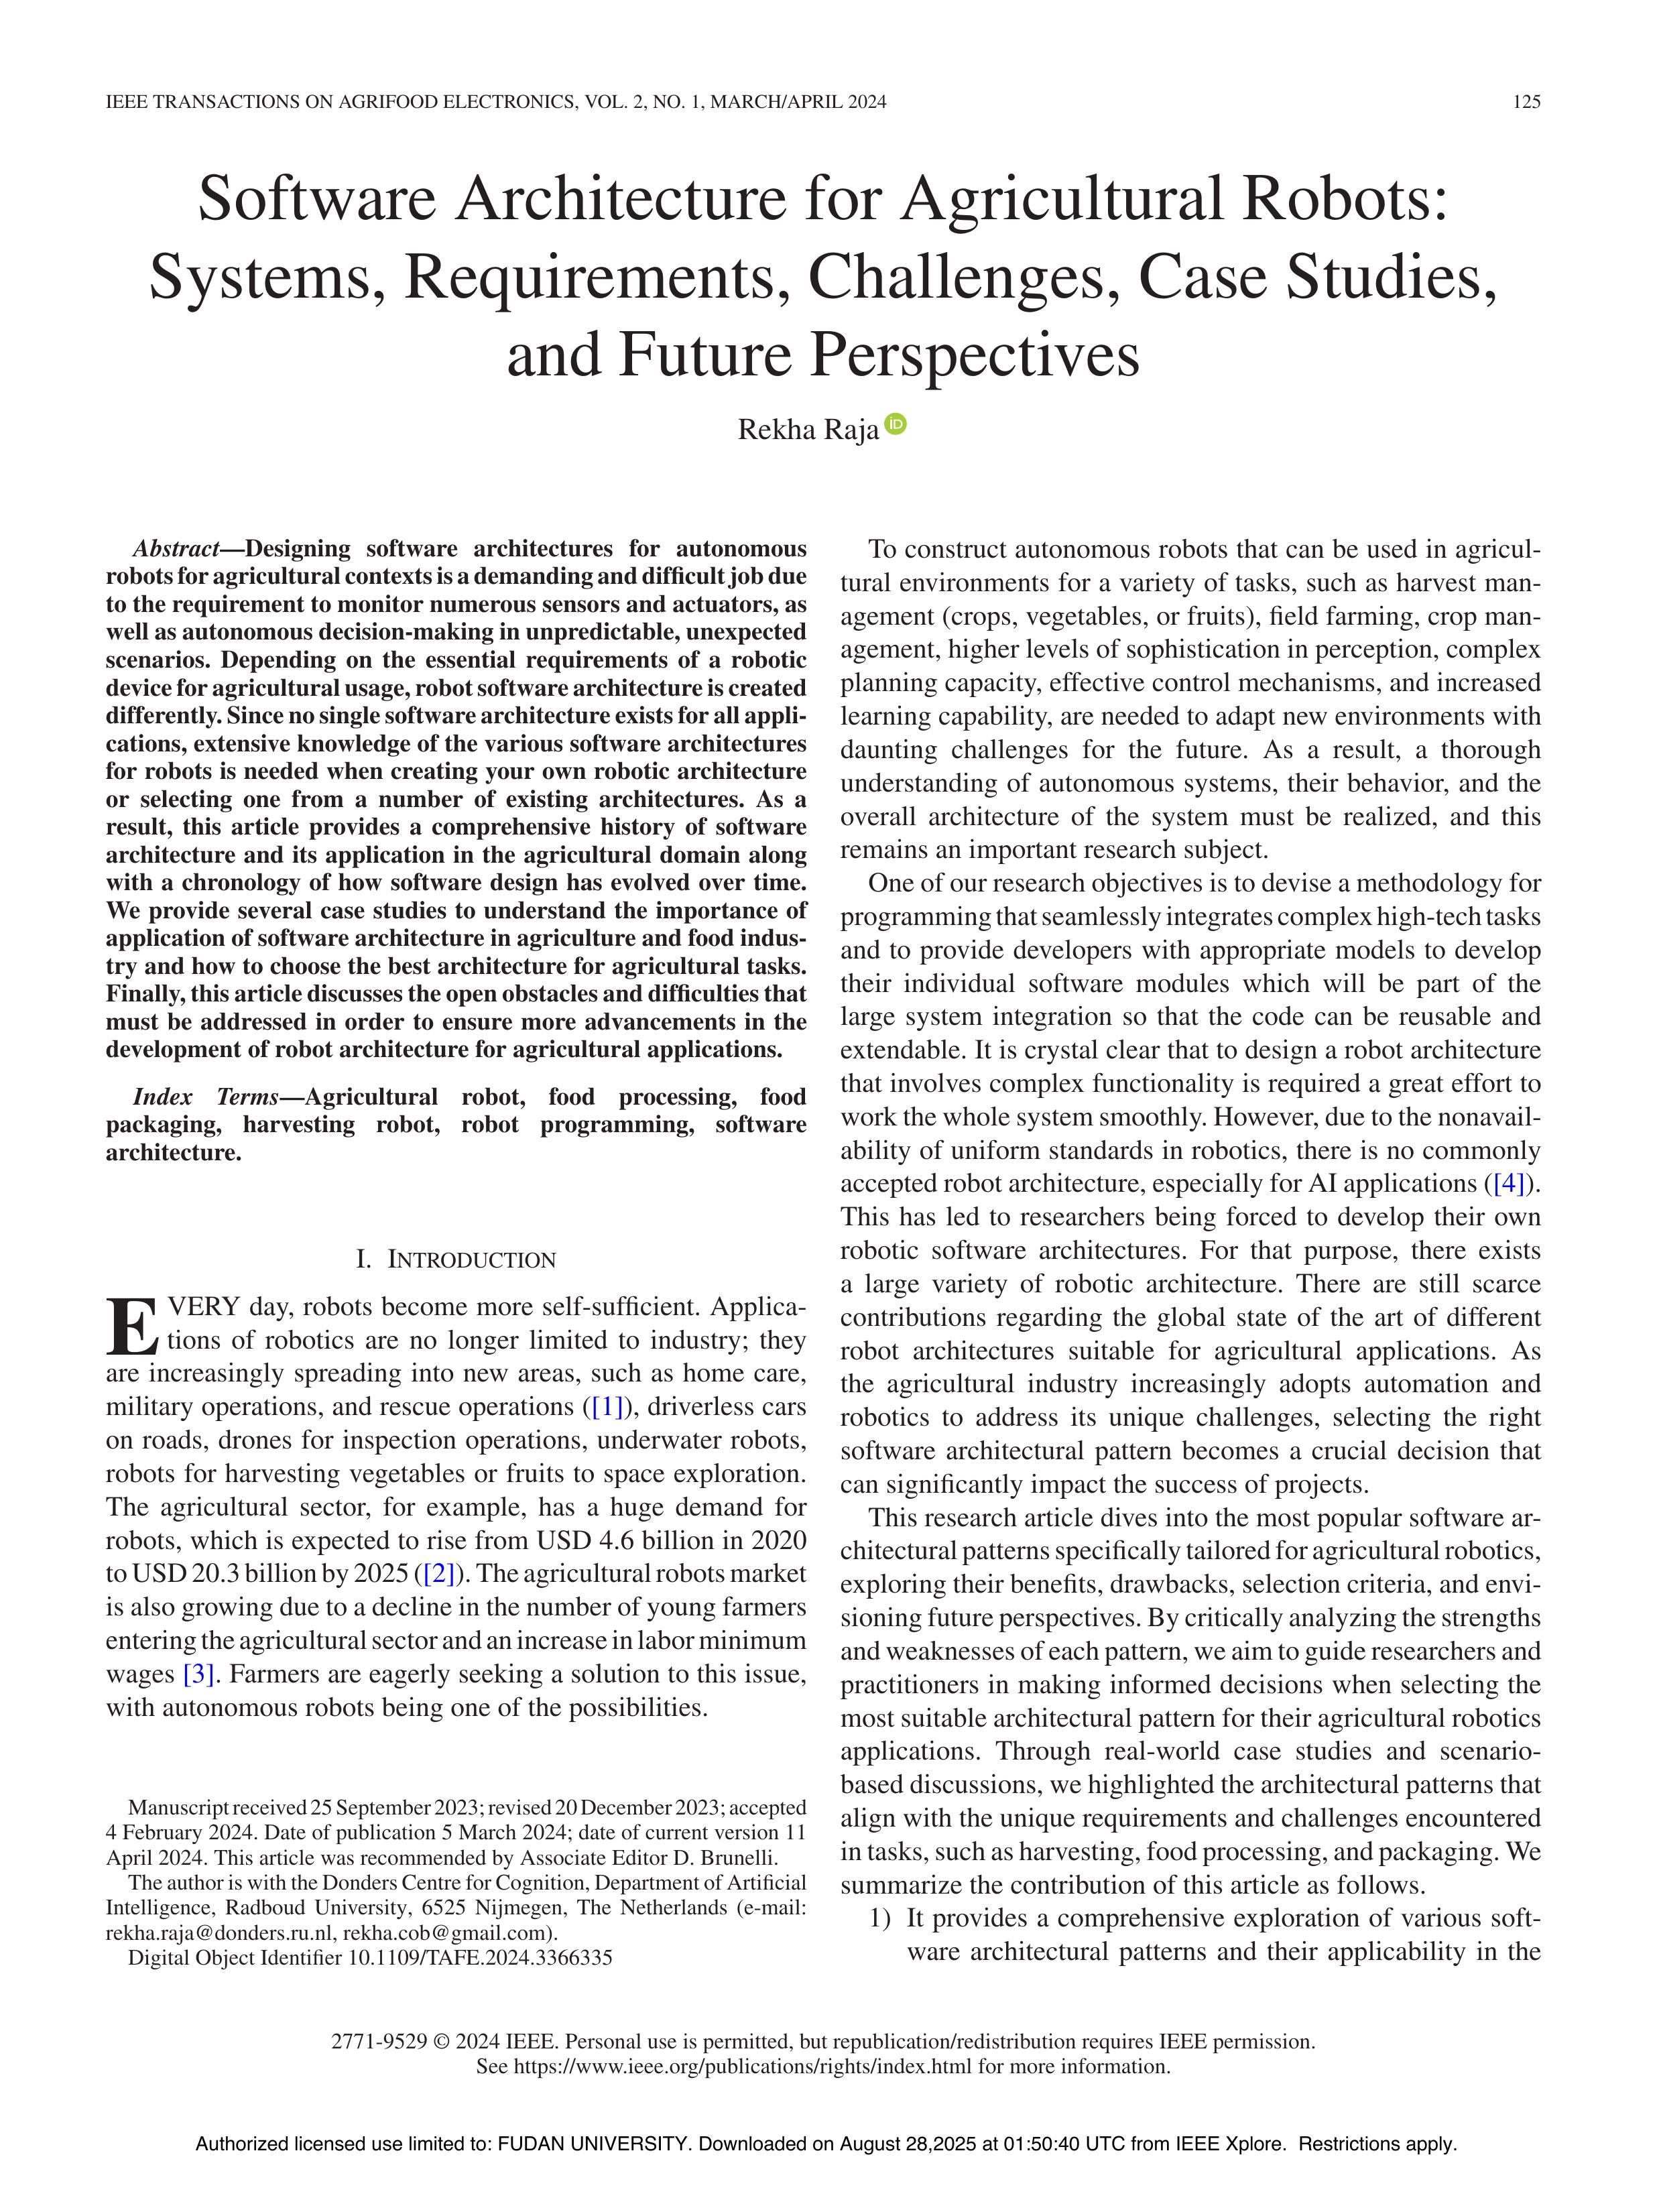 IEEE TRANSACTIONS ON AGRIFOOD ELECTRONICS, VOL. 2, NO. 1, MARCH/APRIL 2024
125
Software Architecture for Agricultural Robots:
Systems, Requirements, Challenges, Case Studies,
and Future Perspectives
Rekha Raja iD
Abstract—Designing software architectures for autonomous
robots for agricultural contexts is a demanding and difficult job due
to the requirement to monitor numerous sensors and actuators, as
well as autonomous decision-making in unpredictable, unexpected
scenarios. Depending on the essential requirements of a robotic
device for agricultural usage, robot software architecture is created
differently. Since no single software architecture exists for all appli-
cations, extensive knowledge of the various software architectures
for robots is needed when creating your own robotic architecture
or selecting one from a number of existing architectures. As a
result, this article provides a comprehensive history of software
architecture and its application in the agricultural domain along
with a chronology of how software design has evolved over time.
We provide several case studies to understand the importance of
application of software architecture in agriculture and food indus-
try and how to choose the best architecture for agricultural tasks.
Finally, this article discusses the open obstacles and difficulties that
must be addressed in order to ensure more advancements in the
development of robot architecture for agricultural applications.
Index Terms—Agricultural robot, food processing, food
packaging, harvesting robot, robot programming, software
architecture.
I. INTRODUCTION
EVERY day, robots become more self-sufficient. Applica-
tions of robotics are no longer limited to industry; they
are increasingly spreading into new areas, such as home care,
military operations, and rescue operations ([1]), driverless cars
on roads, drones for inspection operations, underwater robots,
robots for harvesting vegetables or fruits to space exploration.
The agricultural sector, for example, has a huge demand for
robots, which is expected to rise from USD 4.6 billion in 2020
to USD 20.3 billion by 2025 ([2]). The agricultural robots market
is also growing due to a decline in the number of young farmers
entering the agricultural sector and an increase in labor minimum
wages [3]. Farmers are eagerly seeking a solution to this issue,
with autonomous robots being one of the possibilities.
Manuscript received 25 September 2023; revised 20 December 2023; accepted
4 February 2024. Date of publication 5 March 2024; date of current version 11
April 2024. This article was recommended by Associate Editor D. Brunelli.
The author is with the Donders Centre for Cognition, Department of Artificial
Intelligence, Radboud University, 6525 Nijmegen, The Netherlands (e-mail:
rekha.raja@donders.ru.nl, rekha.cob@gmail.com).
Digital Object Identifier 10.1109/TAFE.2024.3366335
To construct autonomous robots that can be used in agricul-
tural environments for a variety of tasks, such as harvest man-
agement (crops, vegetables, or fruits), field farming, crop man-
agement, higher levels of sophistication in perception, complex
planning capacity, effective control mechanisms, and increased
learning capability, are needed to adapt new environments with
daunting challenges for the future. As a result, a thorough
understanding of autonomous systems, their behavior, and the
overall architecture of the system must be realized, and this
remains an important research subject.
One of our research objectives is to devise a methodology for
programming that seamlessly integrates complex high-tech tasks
and to provide developers with appropriate models to develop
their individual software modules which will be part of the
large system integration so that the code can be reusable and
extendable. It is crystal clear that to design a robot architecture
that involves complex functionality is required a great effort to
work the whole system smoothly. However, due to the nonavail-
ability of uniform standards in robotics, there is no commonly
accepted robot architecture, especially for AI applications ([4]).
This has led to researchers being forced to develop their own
robotic software architectures. For that purpose, there exists
a large variety of robotic architecture. There are still scarce
contributions regarding the global state of the art of different
robot architectures suitable for agricultural applications. As
the agricultural industry increasingly adopts automation and
robotics to address its unique challenges, selecting the right
software architectural pattern becomes a crucial decision that
can significantly impact the success of projects.
This research article dives into the most popular software ar-
chitectural patterns specifically tailored for agricultural robotics,
exploring their benefits, drawbacks, selection criteria, and envi-
sioning future perspectives. By critically analyzing the strengths
and weaknesses of each pattern, we aim to guide researchers and
practitioners in making informed decisions when selecting the
most suitable architectural pattern for their agricultural robotics
applications. Through real-world case studies and scenario-
based discussions, we highlighted the architectural patterns that
align with the unique requirements and challenges encountered
in tasks, such as harvesting, food processing, and packaging. We
summarize the contribution of this article as follows.
1) It provides a comprehensive exploration of various soft-
ware architectural patterns and their applicability in the
2771-9529 © 2024 IEEE. Personal use is permitted, but republication/redistribution requires IEEE permission.
See https://www.ieee.org/publications/rights/index.html for more information.
Authorized licensed use limited to: FUDAN UNIVERSITY. Downloaded on August 28,2025 at 01:50:40 UTC from IEEE Xplore. Restrictions apply.